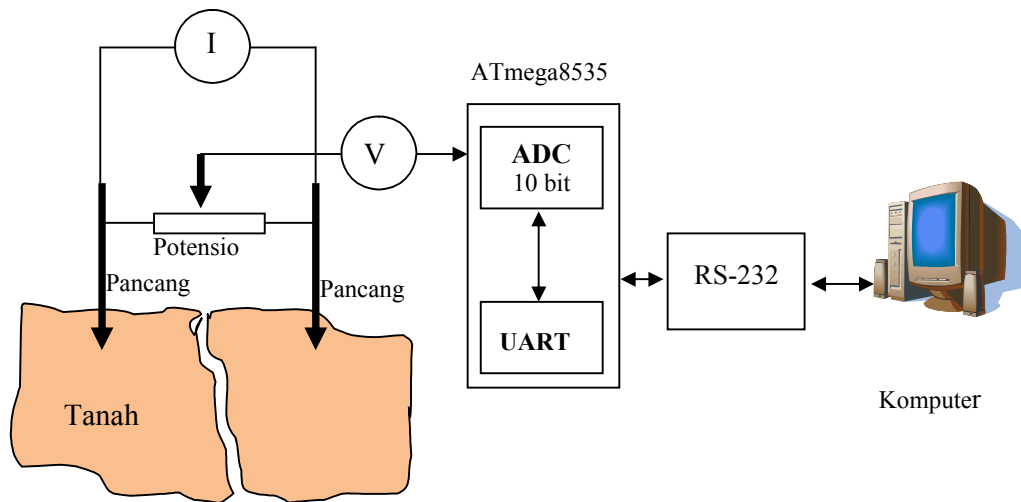 I
ATmega8535
V
ADC
10 bit
Potensio
Pancang
Pancang
RS-232
UART
Tanah
Komputer